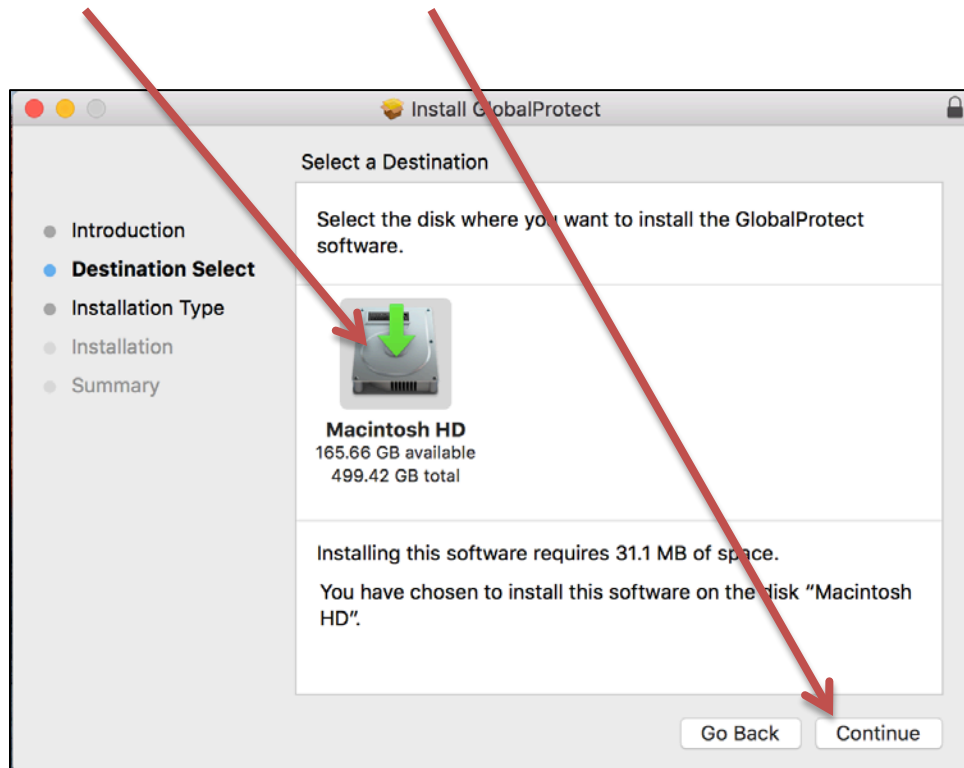 Install GlobalProtect
Select a Destination
Introduction
Destination Select
Installation Type
Installation
Summary
Select the disk where you want to install the GlobalProtect
software.
Macintosh HD
165.66 GB available
499.42 GB total
Installing this software requires 31.1 MB of space.
You have chosen to install this software on the disk “Macintosh
HD”.
Go Back
Continue